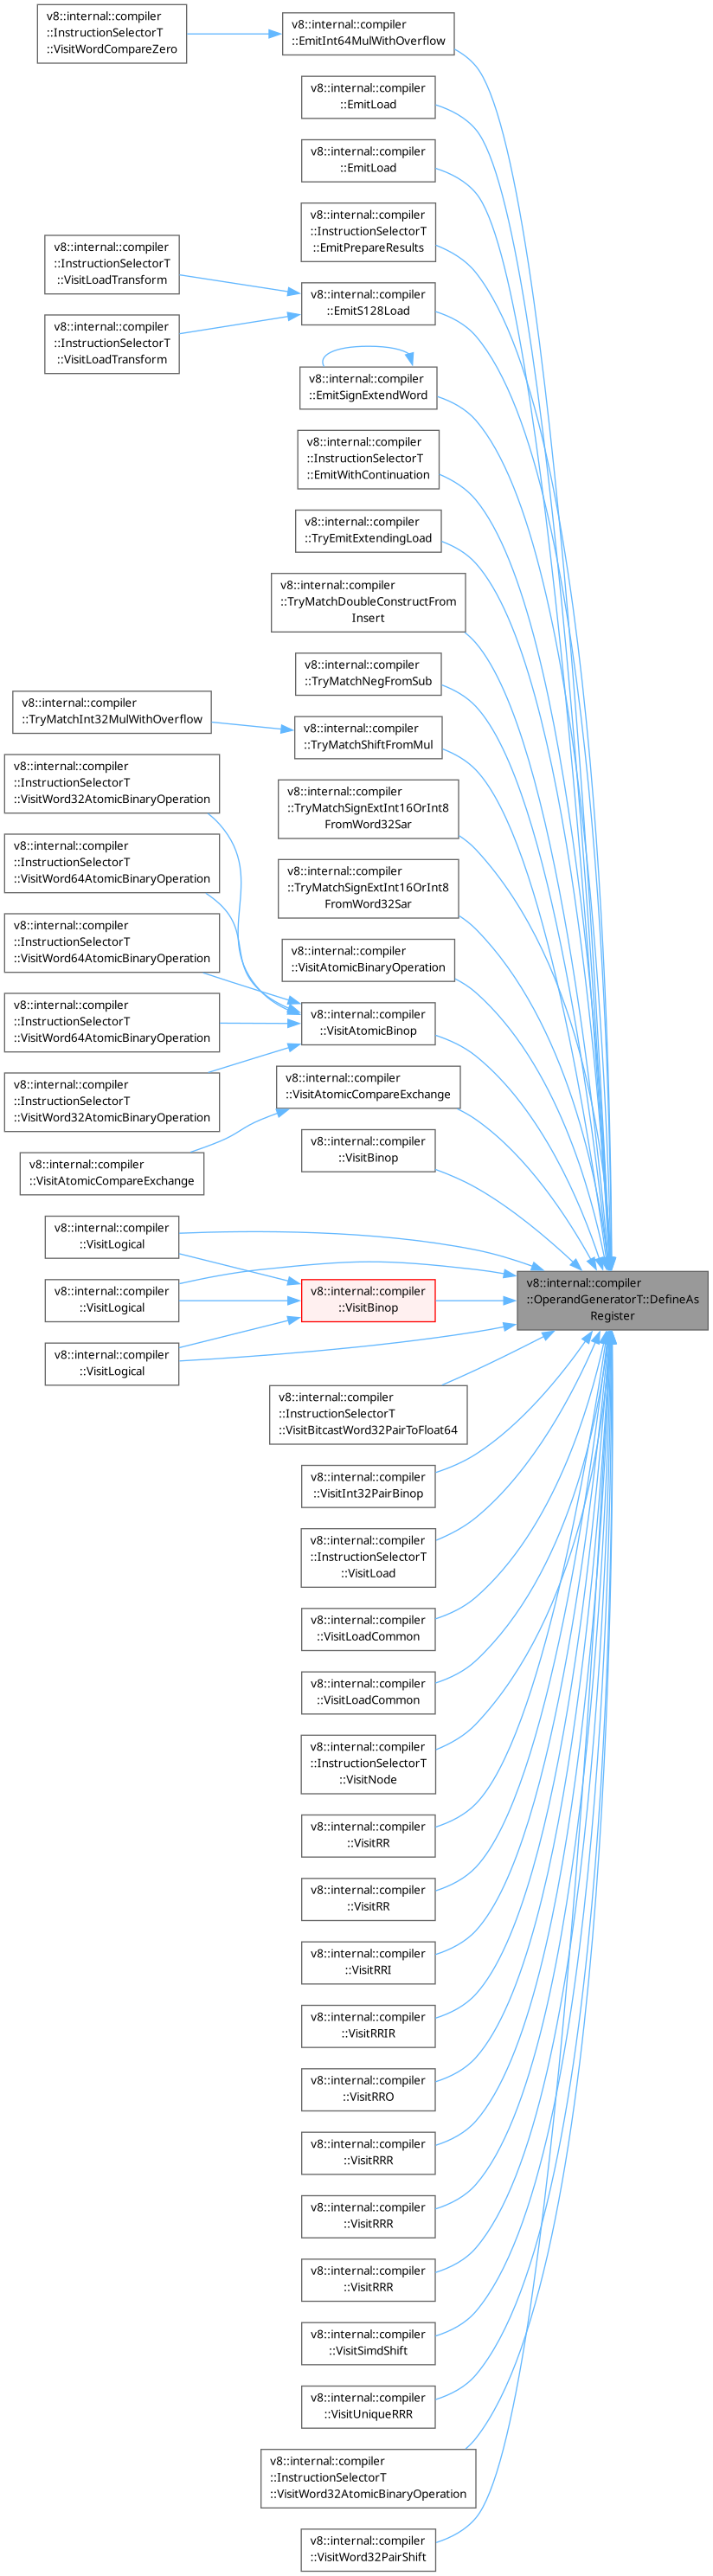 v8::internal::compiler
::InstructionSelectorT
::VisitWordCompareZero
v8::internal::compiler
::EmitInt64MulWithOverflow
v8::internal::compiler
::EmitLoad
v8::internal::compiler
::EmitLoad
v8::internal::compiler
::InstructionSelectorT
::EmitPrepareResults
v8::internal::compiler
::InstructionSelectorT
::VisitLoadTransform
v8::internal::compiler
::EmitS128Load
v8::internal::compiler
::InstructionSelectorT
::VisitLoadTransform
v8::internal::compiler
::EmitSignExtendWord
v8::internal::compiler
::InstructionSelectorT
::EmitWithContinuation
v8::internal::compiler
::TryEmitExtendingLoad
v8::internal::compiler
::TryMatchDoubleConstructFrom
Insert
v8::internal::compiler
::TryMatchNegFromSub
v8::internal::compiler
::TryMatchInt32MulWithOverflow
v8::internal::compiler
::TryMatchShiftFromMul
v8::internal::compiler
::InstructionSelectorT
::VisitWord32AtomicBinaryOperation
v8::internal::compiler
::TryMatchSignExtInt16OrInt8
FromWord32Sar
v8::internal::compiler
::InstructionSelectorT
::VisitWord64AtomicBinaryOperation
v8::internal::compiler
::TryMatchSignExtInt16OrInt8
FromWord32Sar
v8::internal::compiler
::InstructionSelectorT
::VisitWord64AtomicBinaryOperation
v8::internal::compiler
::VisitAtomicBinaryOperation
v8::internal::compiler
::InstructionSelectorT
::VisitWord64AtomicBinaryOperation
v8::internal::compiler
::VisitAtomicBinop
v8::internal::compiler
::InstructionSelectorT
::VisitWord32AtomicBinaryOperation
v8::internal::compiler
::VisitAtomicCompareExchange
v8::internal::compiler
::VisitAtomicCompareExchange
v8::internal::compiler
::VisitBinop
v8::internal::compiler
::VisitLogical
v8::internal::compiler
::VisitLogical
v8::internal::compiler
::VisitBinop
v8::internal::compiler
::OperandGeneratorT::DefineAs
Register
v8::internal::compiler
::VisitLogical
v8::internal::compiler
::InstructionSelectorT
::VisitBitcastWord32PairToFloat64
v8::internal::compiler
::VisitInt32PairBinop
v8::internal::compiler
::InstructionSelectorT
::VisitLoad
v8::internal::compiler
::VisitLoadCommon
v8::internal::compiler
::VisitLoadCommon
v8::internal::compiler
::InstructionSelectorT
::VisitNode
v8::internal::compiler
::VisitRR
v8::internal::compiler
::VisitRR
v8::internal::compiler
::VisitRRI
v8::internal::compiler
::VisitRRIR
v8::internal::compiler
::VisitRRO
v8::internal::compiler
::VisitRRR
v8::internal::compiler
::VisitRRR
v8::internal::compiler
::VisitRRR
v8::internal::compiler
::VisitSimdShift
v8::internal::compiler
::VisitUniqueRRR
v8::internal::compiler
::InstructionSelectorT
::VisitWord32AtomicBinaryOperation
v8::internal::compiler
::VisitWord32PairShift